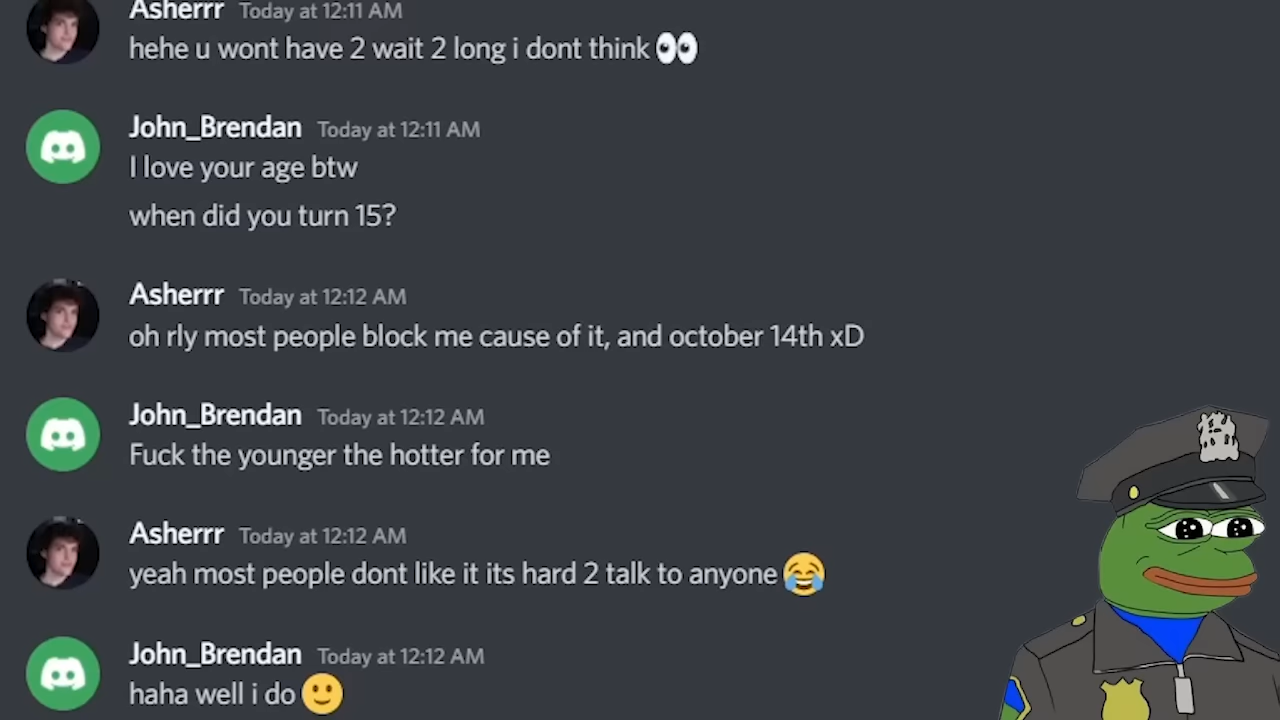 Asherrr Today at 12:11 AM
hehe u wont have 2 wait 2 long i dont think 👀
John_Brendan Today at 12:11 AM
I love your age btw
when did you turn 15?
Asherrr Today at 12:12 AM
oh rly most people block me cause of it, and october 14th xD
John_Brendan Today at 12:12 AM
Fuck the younger the hotter for me
Asherrr Today at 12:12 AM
yeah most people dont like it its hard 2 talk to anyone 😂
John_Brendan Today at 12:12 AM
haha well i do 🙂